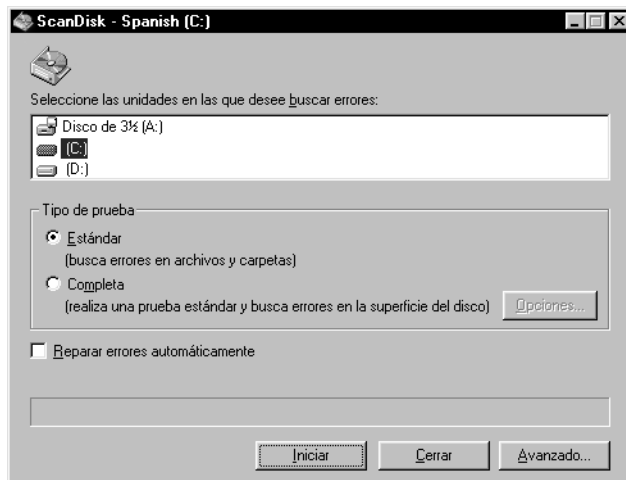 ScanDisk - Spanish (C:)
Seleccione las unidades en las que desee buscar errores:
Disco de 3½ (A:)
(C:)
(D:)
Tipo de prueba
Estándar
(busca errores en archivos y carpetas)
Completa
(realiza una prueba estándar y busca errores en la superficie del disco)
Opciones...
Reparar errores automáticamente
Iniciar
Cerrar
Avanzado...